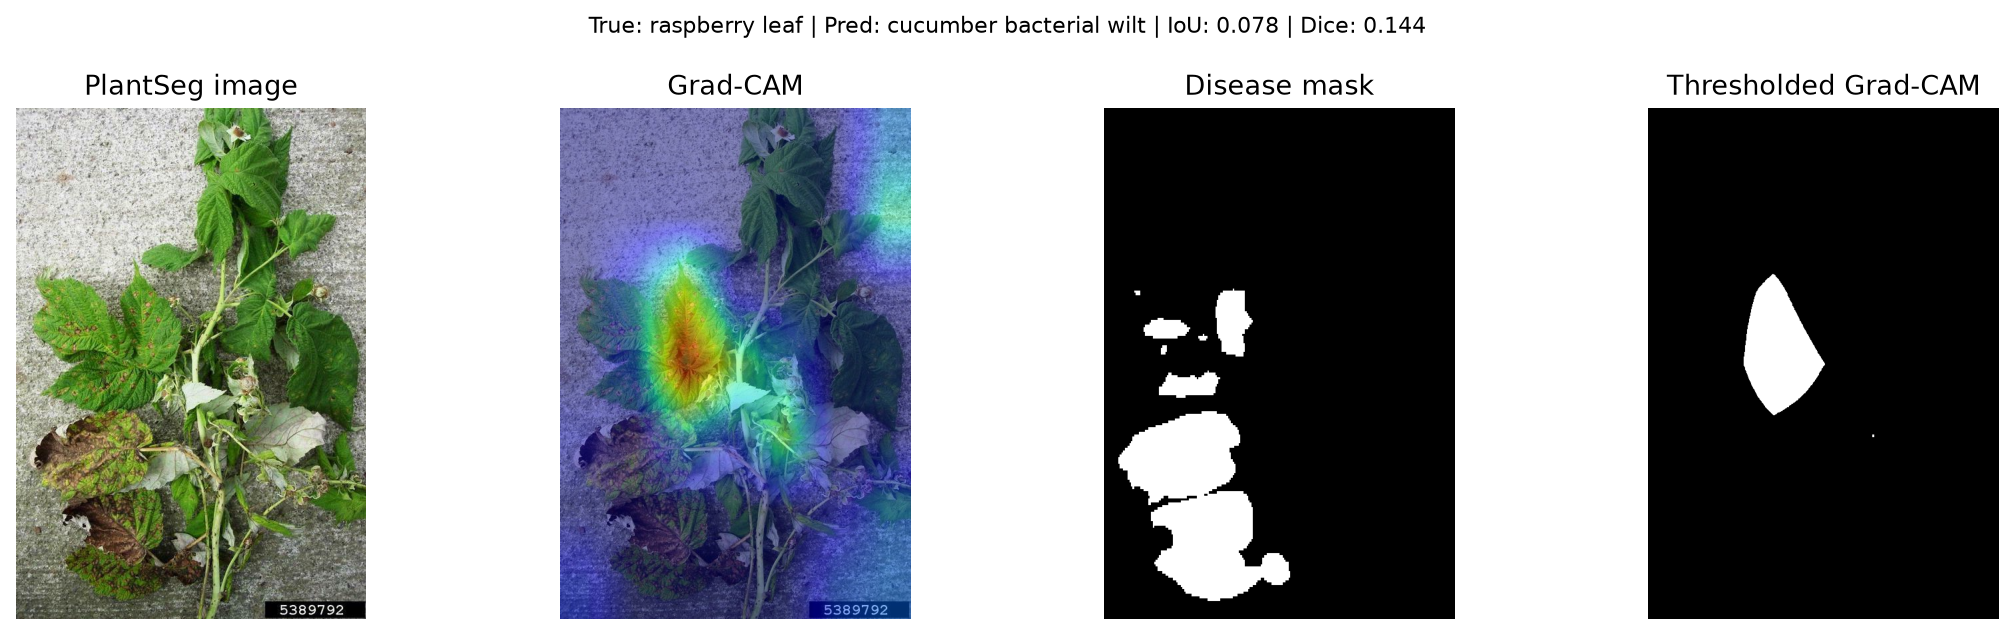 True: raspberry leaf | Pred: cucumber bacterial wilt | IoU: 0.078 | Dice: 0.144
PlantSeg image
Grad-CAM
Disease mask
Thresholded Grad-CAM
5389792
5389792